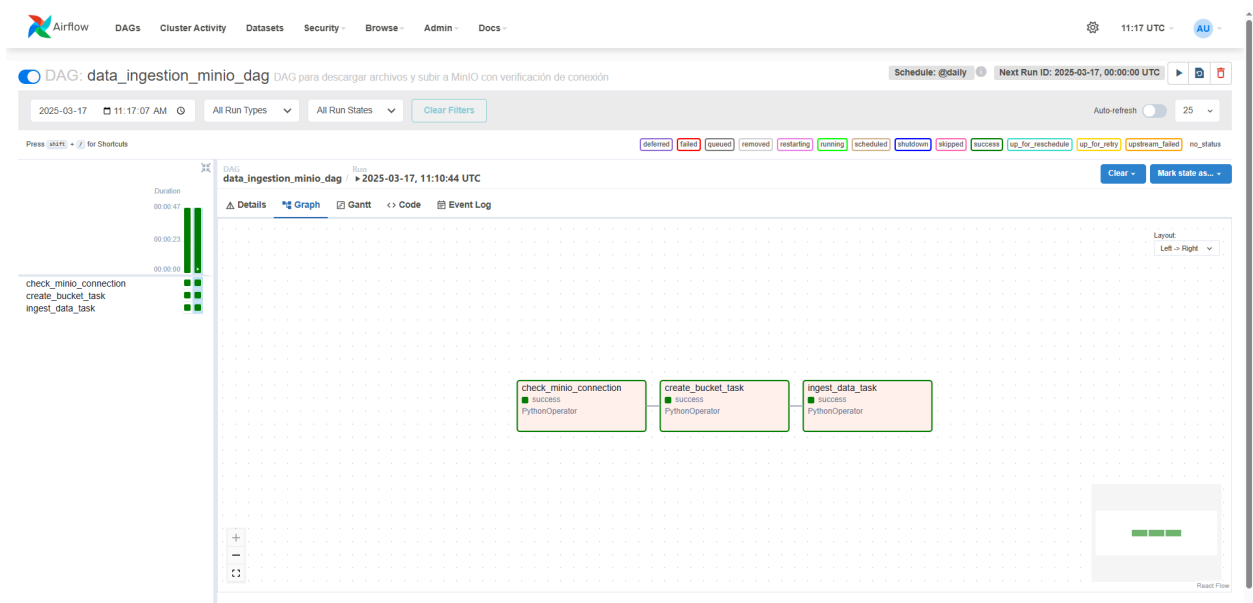 Airflow DAGs Cluster Activity Datasets Security Browse Admin Docs 11:17 UTC AU
DAG: data_ingestion_minio_dag DAG para descargar archivos y subir a MinIO con verificación de conexión Schedule: @daily Next Run ID: 2025-03-17, 00:00:00 UTC
2025-03-17 11:17:07 AM All Run Types All Run States Clear Filters Auto-refresh 25
Press shift + / for Shortcuts deferred failed queued removed restarting running scheduled shutdown skipped success up_for_reschedule up_for_retry upstream_failed no_status
DAG Run
data_ingestion_minio_dag / 2025-03-17, 11:10:44 UTC Clear Mark state as...
Duration
00:00:47
00:00:23
00:00:00
check_minio_connection
create_bucket_task
ingest_data_task
Details Graph Gantt <> Code Event Log
Layout:
Left -> Right
check_minio_connection
success
PythonOperator
create_bucket_task
success
PythonOperator
ingest_data_task
success
PythonOperator
React Flow